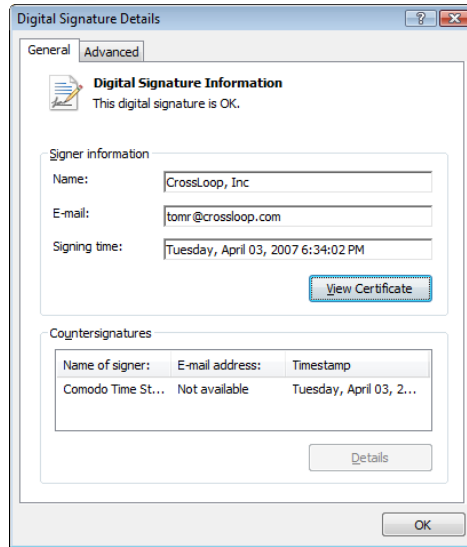 Digital Signature Details
General Advanced
Digital Signature Information
This digital signature is OK.
Signer information
Name: CrossLoop, Inc
E-mail: tomr@crossloop.com
Signing time: Tuesday, April 03, 2007 6:34:02 PM
View Certificate
Countersignatures
Name of signer: E-mail address: Timestamp
Comodo Time St... Not available Tuesday, April 03, 2...
Details
OK